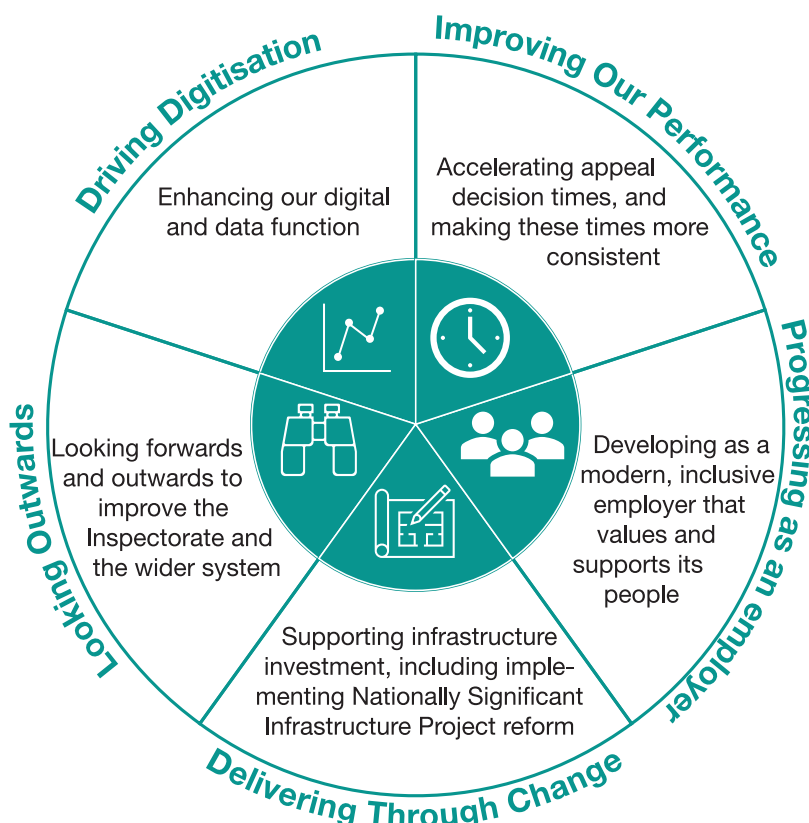 Improving Our Performance
Accelerating appeal
decision times, and
making these times more
consistent
Progressing as an employer
Developing as a
modern, inclusive
employer that
values and
supports its
people
Delivering Through Change
Supporting infrastructure
investment, including imple-
menting Nationally Significant
Infrastructure Project reform
Looking Outwards
Looking forwards
and outwards to
improve the
Inspectorate and
the wider system
Driving Digitisation
Enhancing our digital
and data function